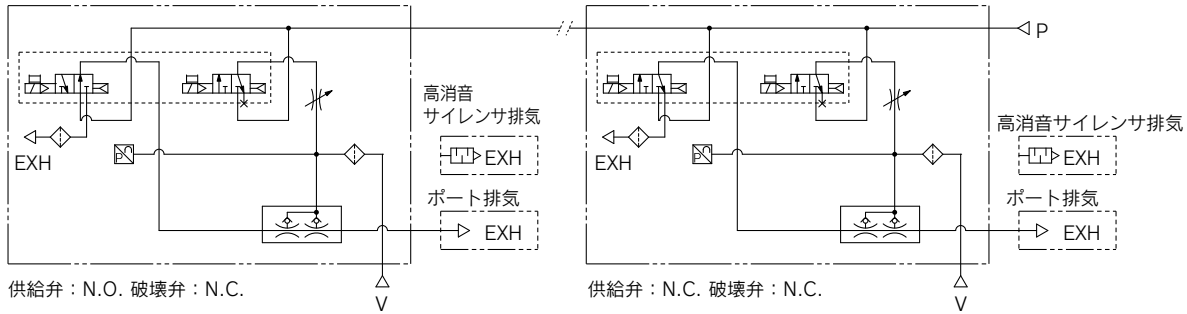 P
EXH
P
高消音
サイレンサ排気
EXH
ポート排気
EXH
V
供給弁：N.O. 破壊弁：N.C.
EXH
P
高消音サイレンサ排気
EXH
ポート排気
EXH
V
供給弁：N.C. 破壊弁：N.C.